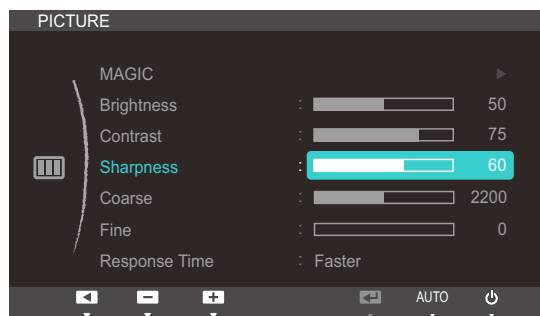 PICTURE
MAGIC
Brightness : 50
Contrast : 75
Sharpness : 60
Coarse : 2200
Fine : 0
Response Time : Faster
AUTO